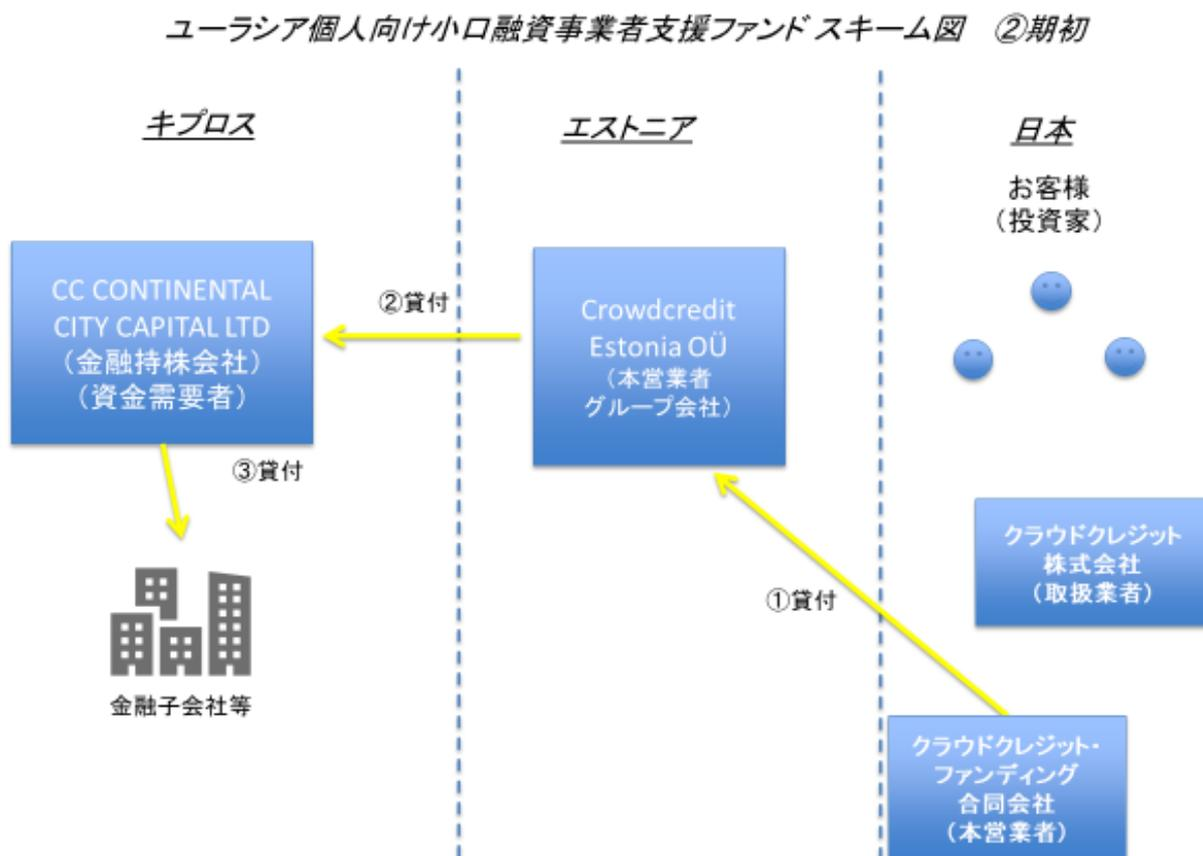 ユーラシア個人向け小口融資事業者支援ファンド スキーム図　②期初
キプロス
エストニア
日本
お客様
（投資家）
CC CONTINENTAL
CITY CAPITAL LTD
（金融持株会社）
（資金需要者）
②貸付
Crowdcredit
Estonia OÜ
（本営業者
グループ会社）
③貸付
金融子会社等
①貸付
クラウドクレジット
株式会社
（取扱業者）
クラウドクレジット・
ファンディング
合同会社
（本営業者）